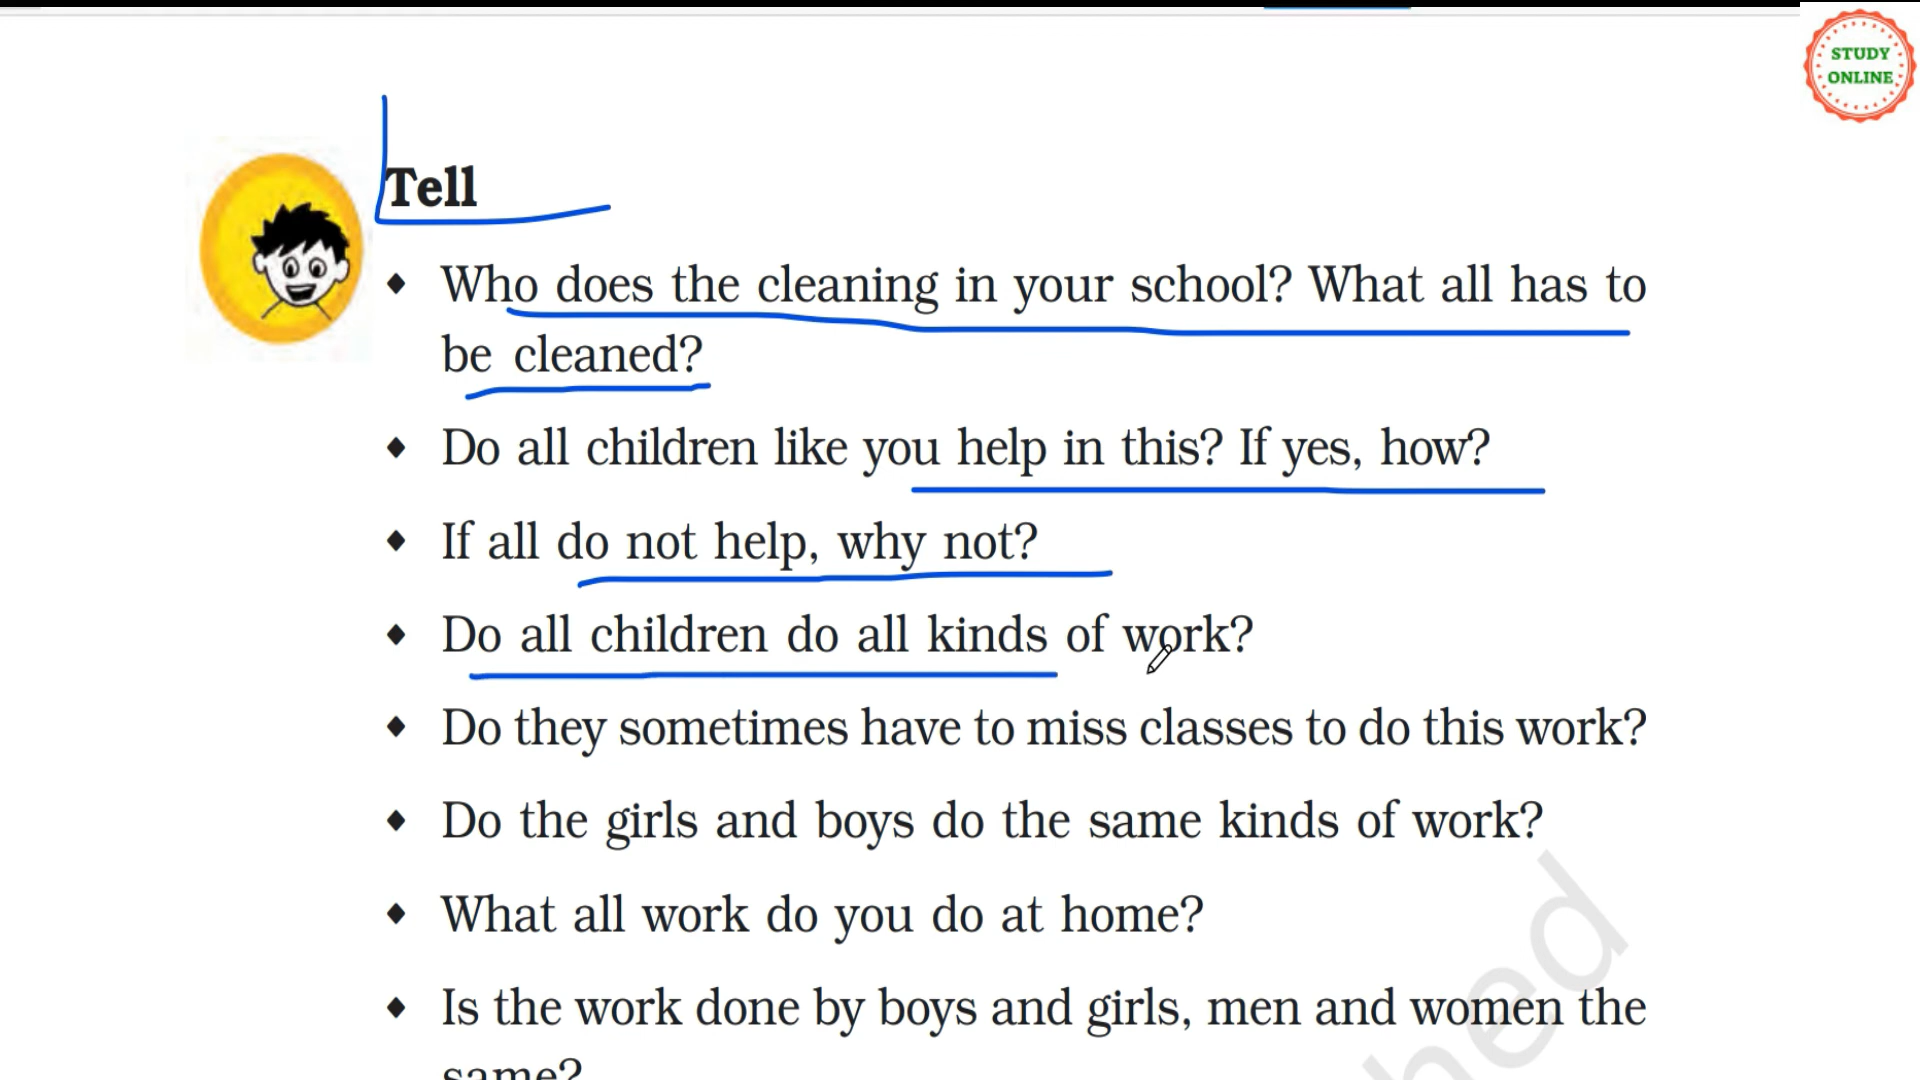 STUDY
ONLINE
Tell
♦ Who does the cleaning in your school? What all has to
be cleaned?
♦ Do all children like you help in this? If yes, how?
♦ If all do not help, why not?
♦ Do all children do all kinds of work?
♦ Do they sometimes have to miss classes to do this work?
♦ Do the girls and boys do the same kinds of work?
♦ What all work do you do at home?
♦ Is the work done by boys and girls, men and women the
same?